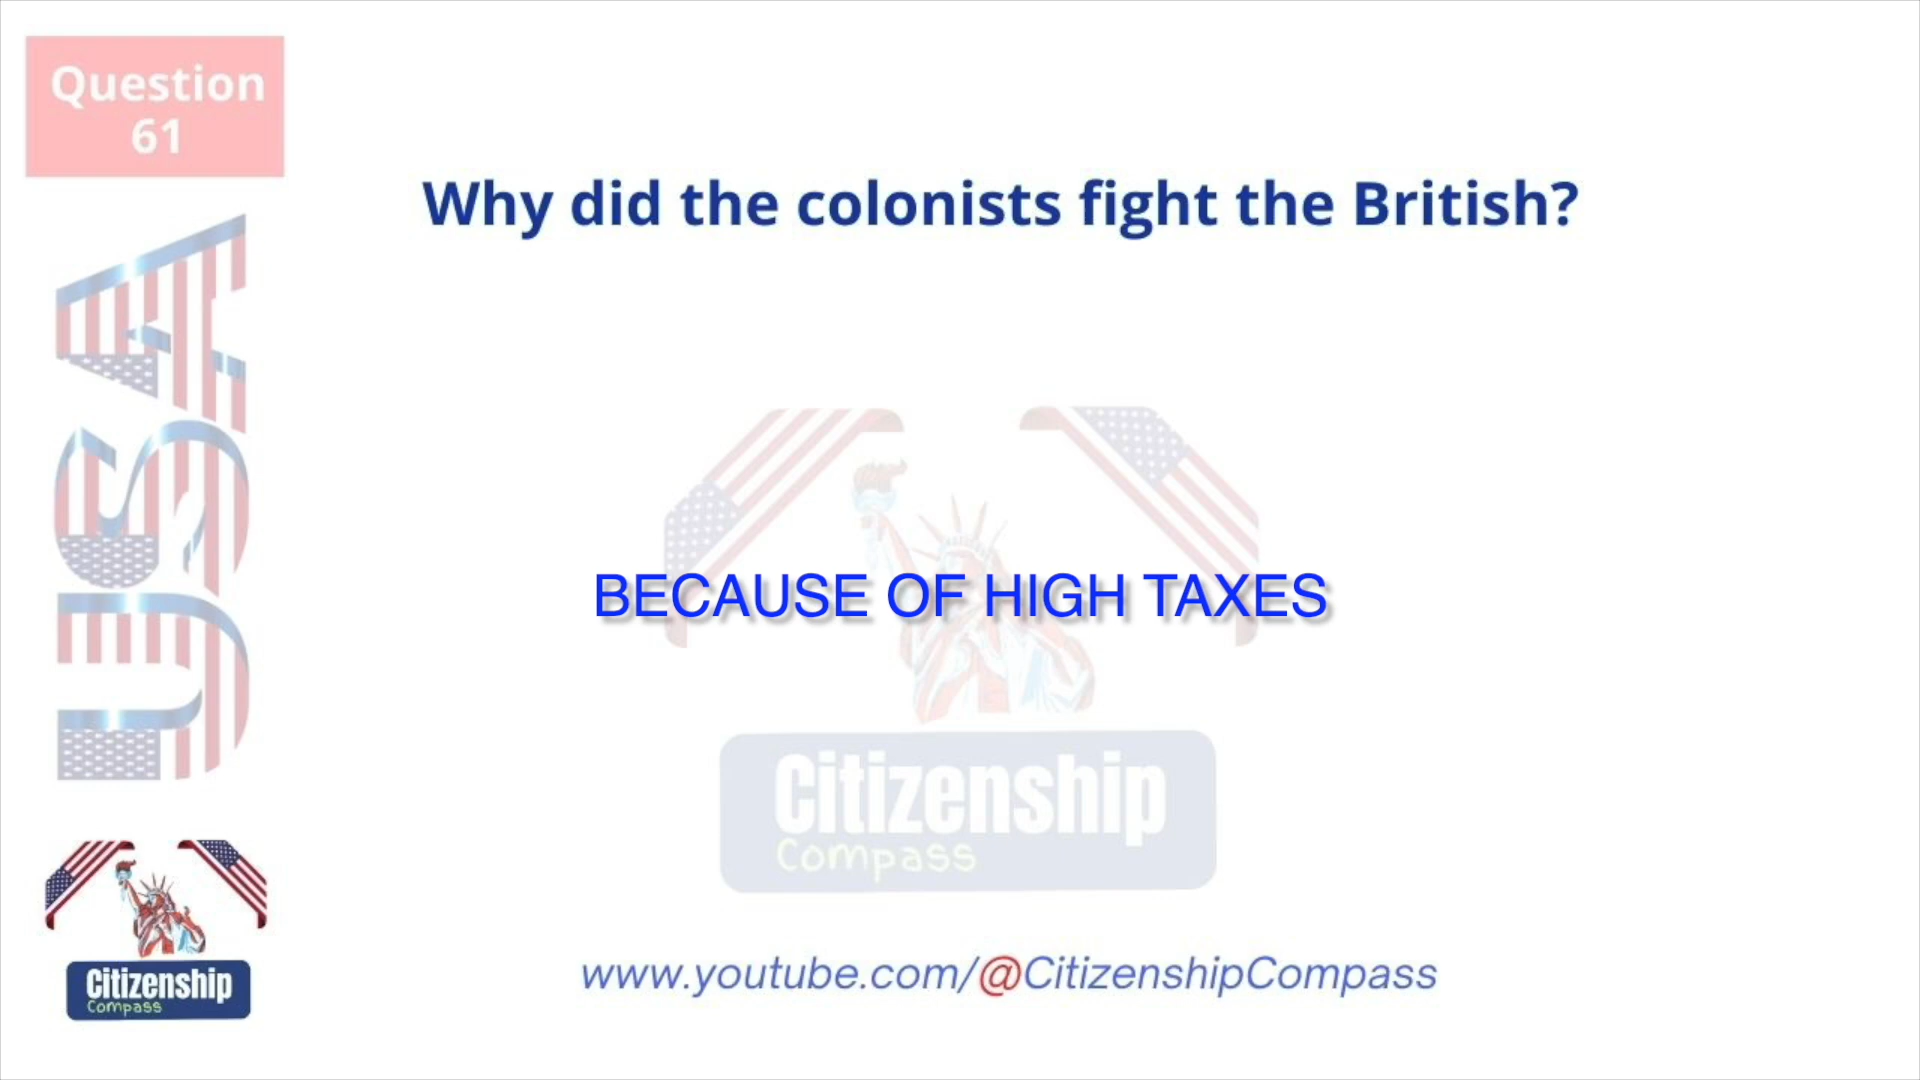 Question
61
Why did the colonists fight the British?
BECAUSE OF HIGH TAXES
USA
Citizenship
Compass
Citizenship
Compass
www.youtube.com/@CitizenshipCompass